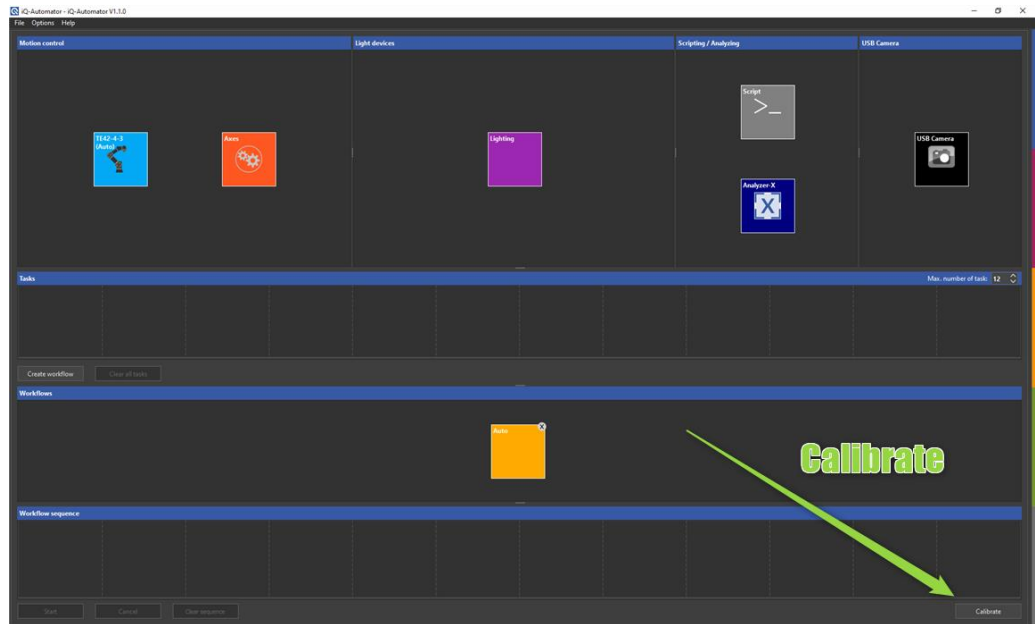 iQ-Automator - iQ-Automator V1.1.0
File Options Help
Motion control
Light devices
Scripting / Analyzing
USB Camera
TE42-4-3
(Auto)
Axes
Lighting
Script
>_
Analyzer-X
X
USB Camera
Tasks
Max. number of task: 12
Create workflow
Clear all tasks
Workflows
Auto
X
Calibrate
Workflow sequence
Start
Cancel
Clear sequence
Calibrate